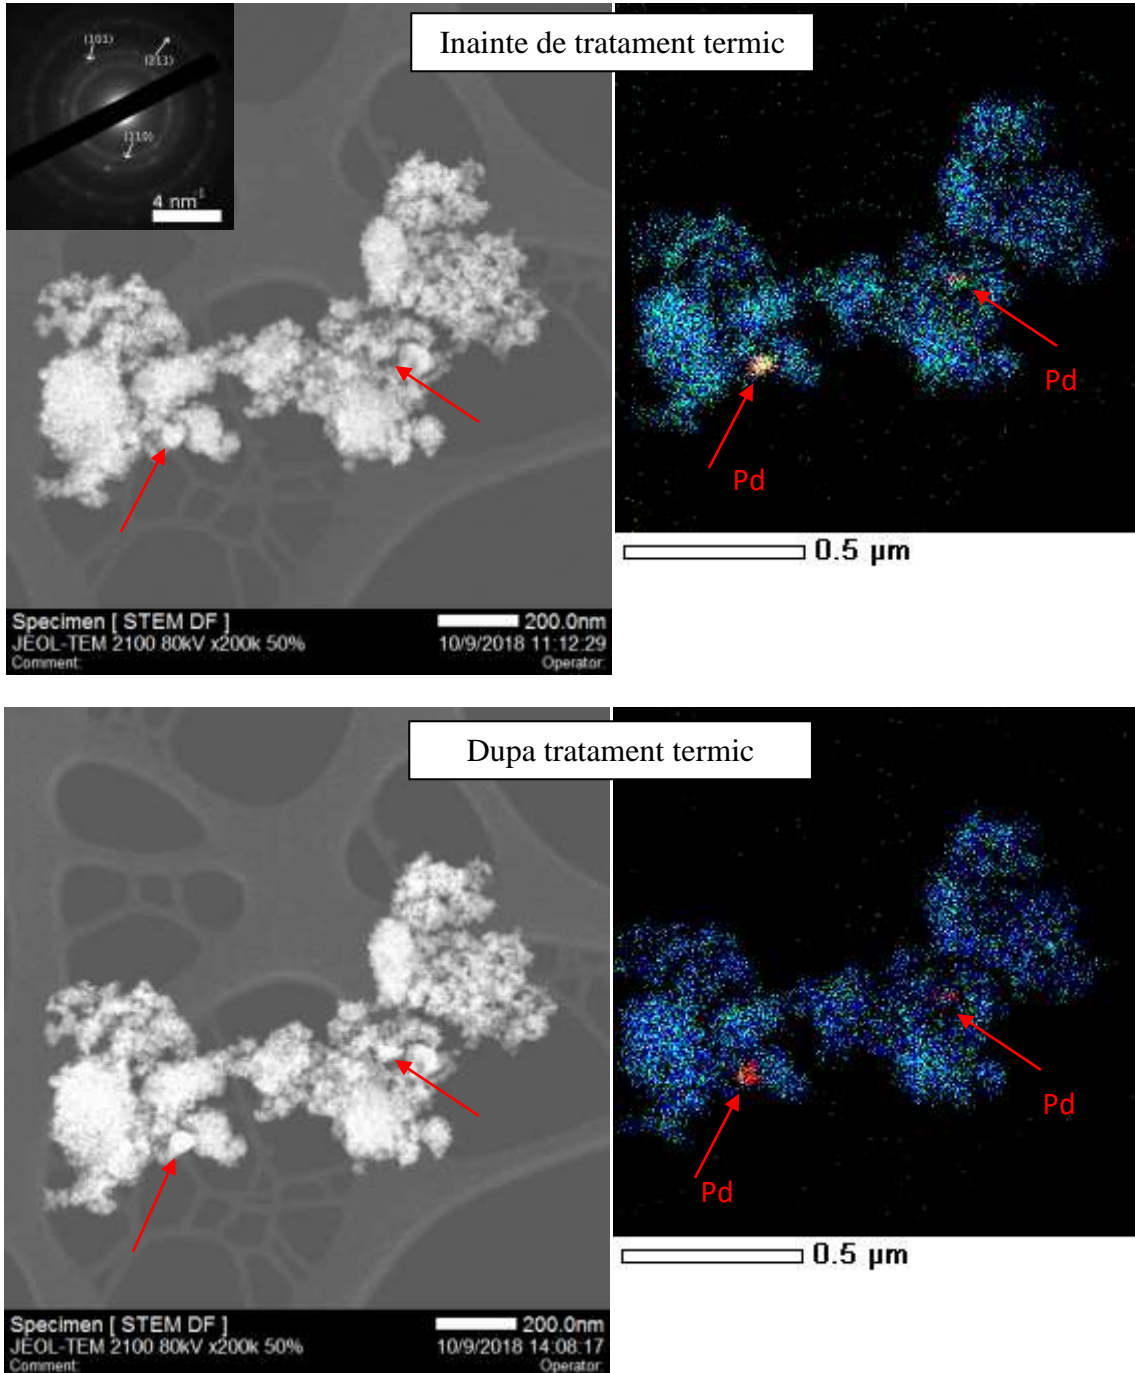 Inainte de tratament termic
(101)
(211)
(110)
4 nm⁻¹
Pd
Pd
0.5 µm
Specimen [ STEM DF ]
200.0nm
JEOL-TEM 2100 80kV x200k 50%
10/9/2018 11:12:29
Comment:
Operator:
Dupa tratament termic
Pd
Pd
0.5 µm
Specimen [ STEM DF ]
200.0nm
JEOL-TEM 2100 80kV x200k 50%
10/9/2018 14:08:17
Comment:
Operator: